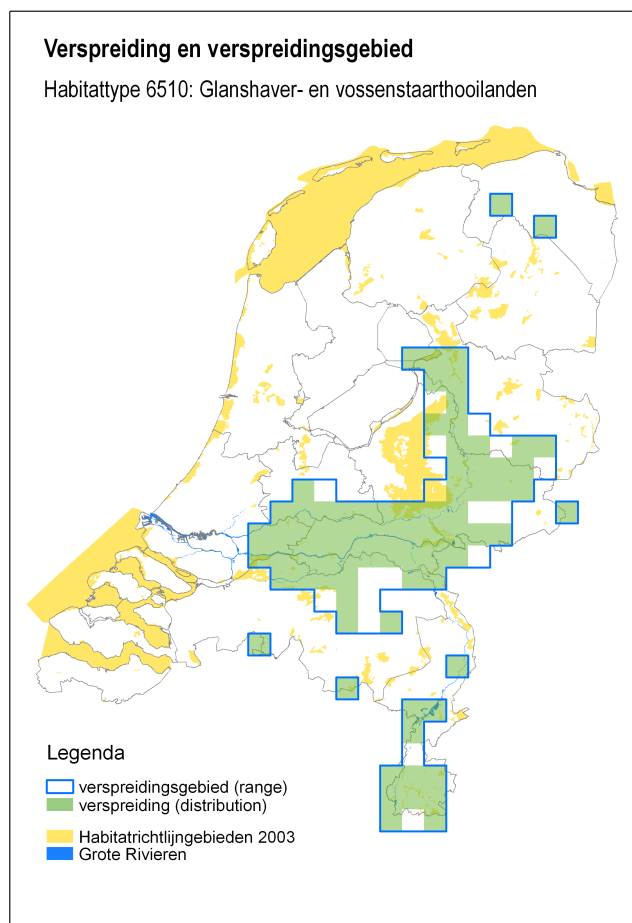 Verspreiding en verspreidingsgebied
Habitattype 6510: Glanshaver- en vossenstaarthooilanden
Legenda
verspreidingsgebied (range)
verspreiding (distribution)
Habitatrichtlijngebieden 2003
Grote Rivieren